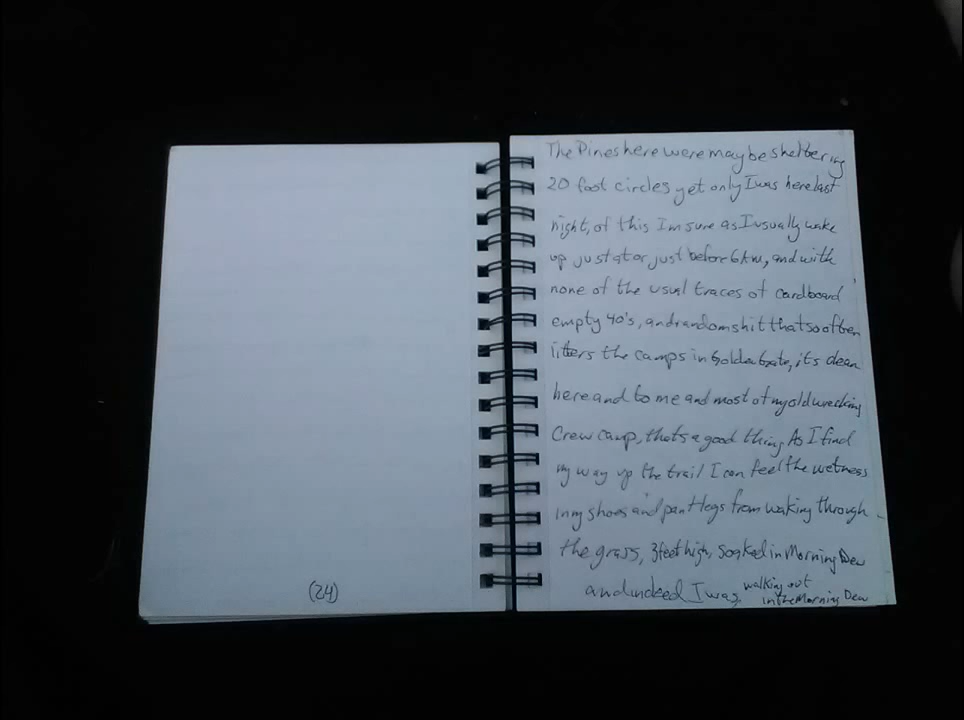 (24)
The Pines here were maybe sheltering
20 foot circles yet only I was here last
night, of this Im sure as I usually wake
up just at or just before 6AM, and with
none of the usual traces of cardboard
empty 40's, and random shit that so often
litters the camps in Golden Gate, its clean
here and to me and most of my old wrecking
Crew camp, thats a good thing As I find
my way up the trail I can feel the wetness
in my shoes and pant legs from waking through
the grass, 3 feet high, soaked in Morning Dew
and indeed I was, walking out
in the Morning Dew